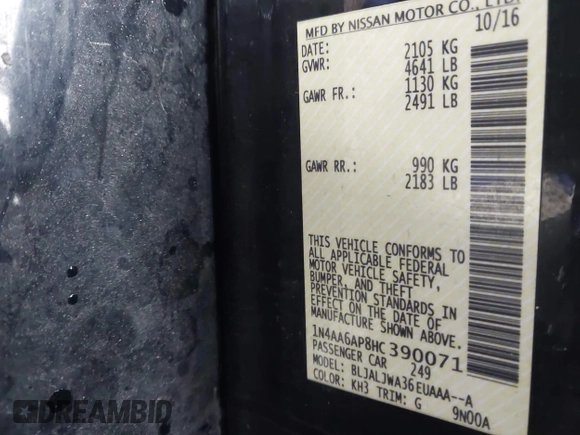 MFD BY NISSAN MOTOR CO., LTD.
10/16
DATE: 2105 KG
GVWR: 4641 LB
GAWR FR.: 1130 KG
2491 LB
GAWR RR.: 990 KG
2183 LB
THIS VEHICLE CONFORMS TO
ALL APPLICABLE FEDERAL
MOTOR VEHICLE SAFETY,
BUMPER, AND THEFT
PREVENTION STANDARDS IN
EFFECT ON THE DATE OF
MANUFACTURE SHOWN ABOVE.
1N4AA6AP8HC390071
PASSENGER CAR 249
MODEL: BLJALJWA36EUAAA--A
COLOR: KH3 TRIM: G 9N00A
DREAMBID